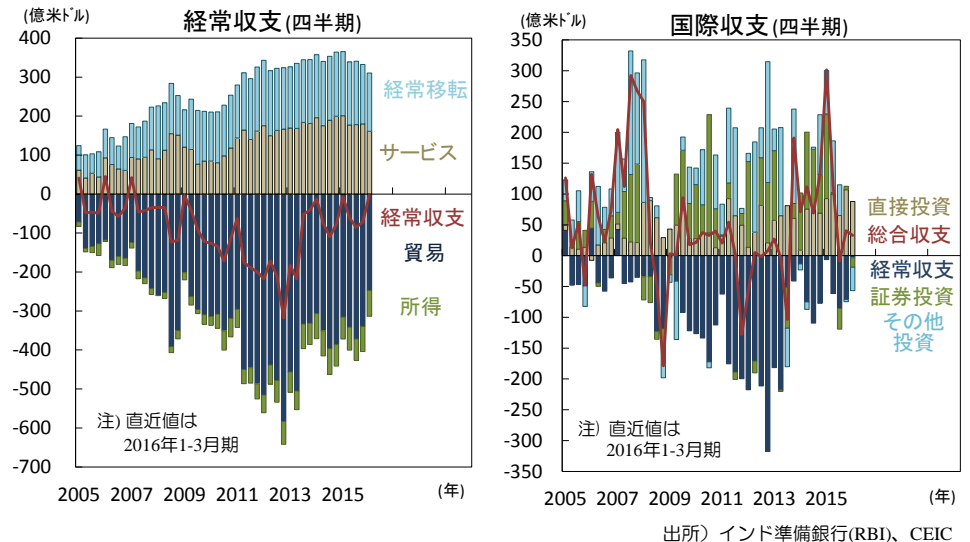 経常収支(四半期)
(億米ドル)
400
300
200
100
0
-100
-200
-300
-400
-500
-600
-700
経常移転
サービス
経常収支
貿易
所得
注) 直近値は
2016年1-3月期
2005 2007 2009 2011 2013 2015
(年)
国際収支(四半期)
(億米ドル)
350
300
250
200
150
100
50
0
-50
-100
-150
-200
-250
-300
-350
直接投資
総合収支
経常収支
証券投資
その他
投資
注) 直近値は
2016年1-3月期
2005 2007 2009 2011 2013 2015
(年)
出所）インド準備銀行(RBI)、CEIC